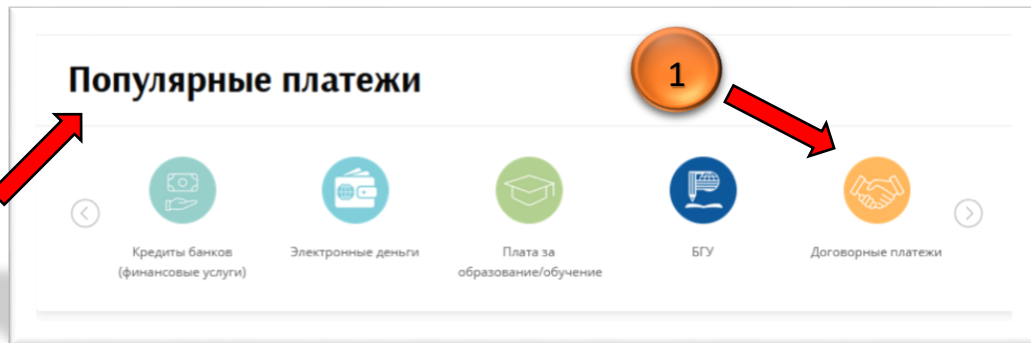 Популярные платежи
1
Кредиты банков
(финансовые услуги)
Электронные деньги
Плата за
образование/обучение
БГУ
Договорные платежи